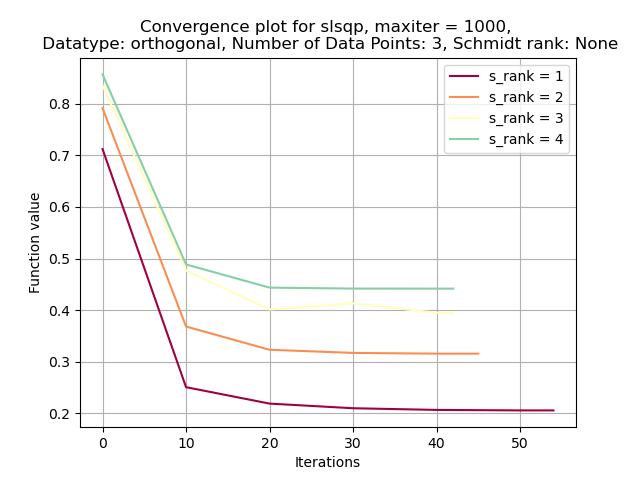 Convergence plot for slsqp, maxiter = 1000,
Datatype: orthogonal, Number of Data Points: 3, Schmidt rank: None
s_rank = 1
s_rank = 2
s_rank = 3
s_rank = 4
Function value
0.8
0.7
0.6
0.5
0.4
0.3
0.2
0 10 20 30 40 50
Iterations